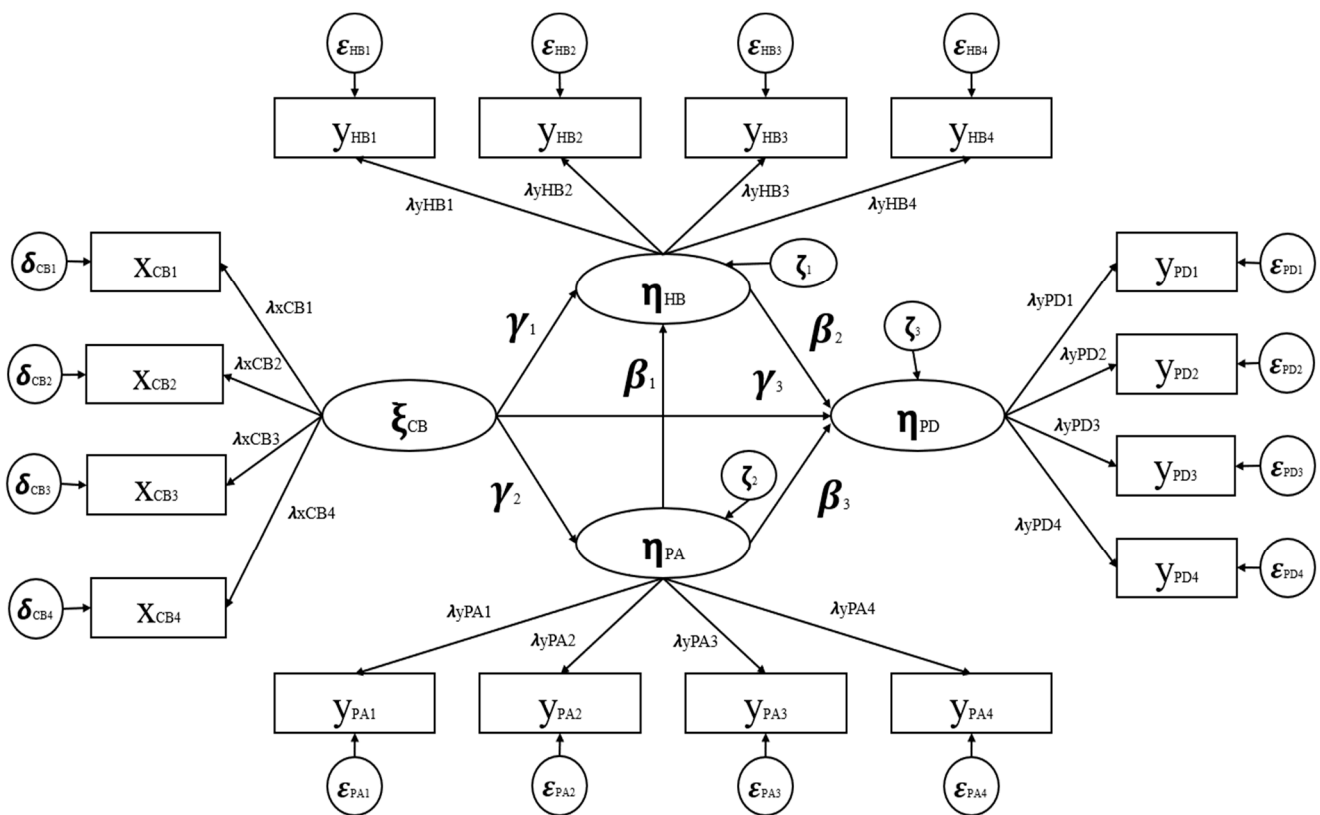 εHB1 εHB2 εHB3 εHB4
yHB1 yHB2 yHB3 yHB4
λyHB1 λyHB2 λyHB3 λyHB4
δCB1 xCB1 ηHB ζ1 yPD1 εPD1
λxCB1 λyPD1
γ1 β2 ζ3
δCB2 xCB2 λxCB2 λyPD2 yPD2 εPD2
β1 γ3
ξCB ηPD
λxCB3 λyPD3
δCB3 xCB3 ζ2 yPD3 εPD3
γ2 β3
λxCB4 λyPD4
ηPA
yPD4 εPD4
δCB4 xCB4
λyPA1 λyPA2 λyPA3 λyPA4
yPA1 yPA2 yPA3 yPA4
εPA1 εPA2 εPA3 εPA4